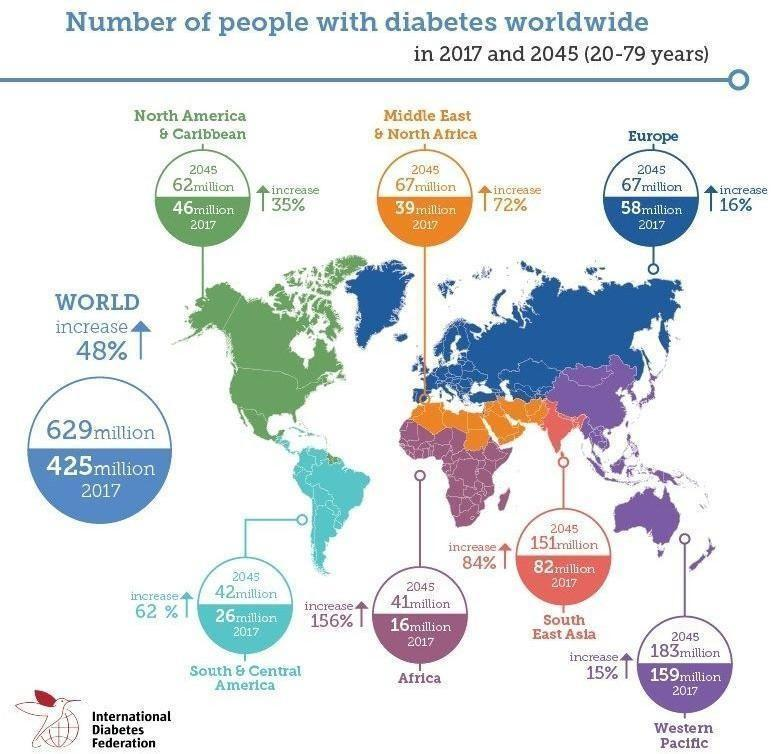 Number of people with diabetes worldwide
in 2017 and 2045 (20-79 years)
North America
& Caribbean
2045
62million
46million
2017
increase
35%
Middle East
& North Africa
2045
67million
39million
2017
increase
72%
Europe
2045
67million
58million
2017
increase
16%
WORLD
increase
48%
629million
425million
2017
increase
62 %
2045
42million
26million
2017
South & Central
America
increase
156%
2045
41million
16million
2017
Africa
increase
84%
2045
151million
82million
2017
South
East Asia
increase
15%
2045
183million
159million
2017
Western
Pacific
International
Diabetes
Federation